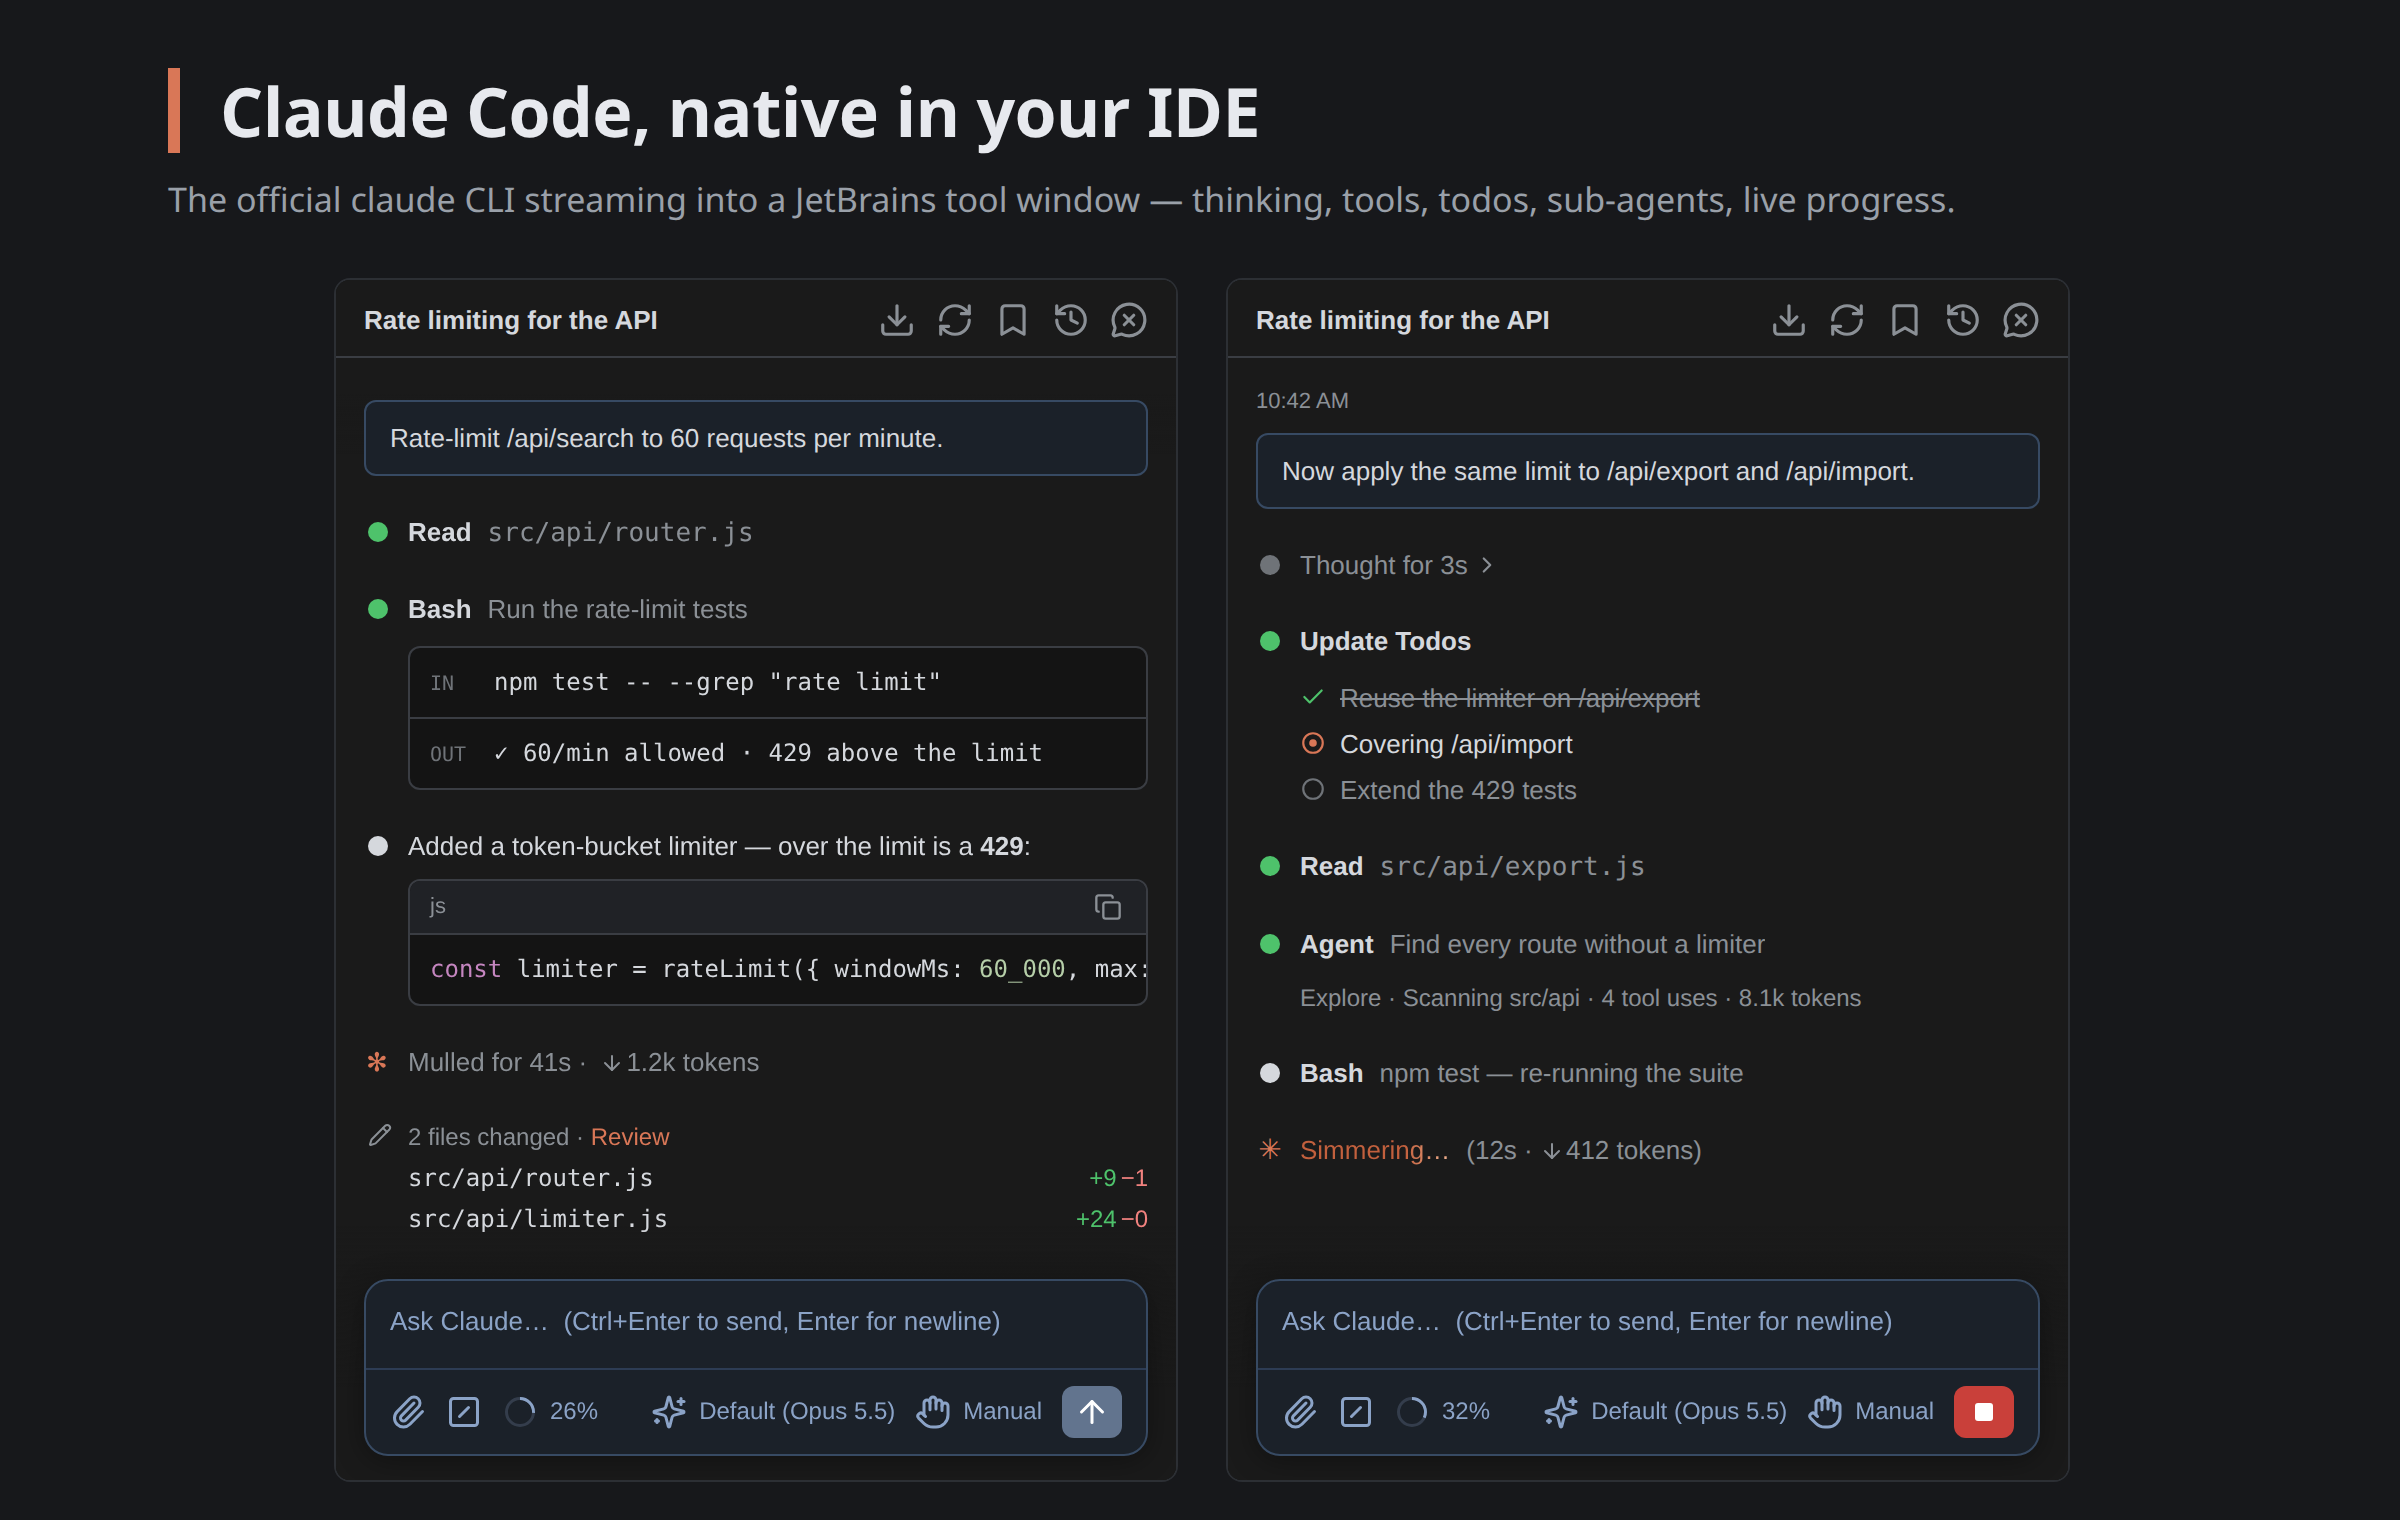 Claude Code, native in your IDE
The official claude CLI streaming into a JetBrains tool window — thinking, tools, todos, sub-agents, live progress.
Rate limiting for the API
Rate-limit /api/search to 60 requests per minute.
Read src/api/router.js
Bash Run the rate-limit tests
IN npm test -- --grep "rate limit"
OUT ✓ 60/min allowed · 429 above the limit
Added a token-bucket limiter — over the limit is a 429:
js
const limiter = rateLimit({ windowMs: 60_000, max:
✻ Mulled for 41s · ↓ 1.2k tokens
2 files changed · Review
src/api/router.js +9 −1
src/api/limiter.js +24 −0
Ask Claude… (Ctrl+Enter to send, Enter for newline)
26% Default (Opus 5.5) Manual
Rate limiting for the API
10:42 AM
Now apply the same limit to /api/export and /api/import.
Thought for 3s
Update Todos
Reuse the limiter on /api/export
Covering /api/import
Extend the 429 tests
Read src/api/export.js
Agent Find every route without a limiter
Explore · Scanning src/api · 4 tool uses · 8.1k tokens
Bash npm test — re-running the suite
✳ Simmering… (12s · ↓ 412 tokens)
Ask Claude… (Ctrl+Enter to send, Enter for newline)
32% Default (Opus 5.5) Manual